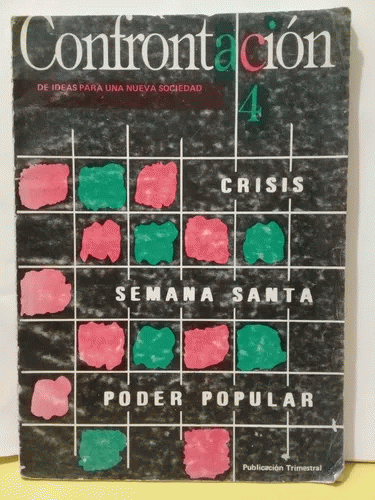 Confrontación
DE IDEAS PARA UNA NUEVA SOCIEDAD
4
CRISIS
SEMANA SANTA
PODER POPULAR
Publicación Trimestral